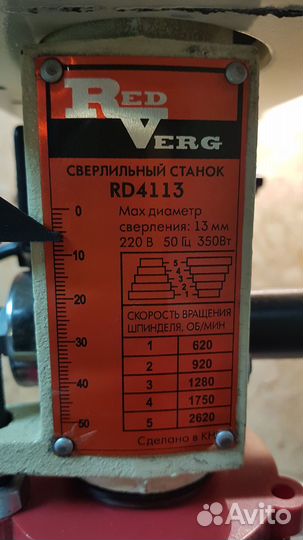 RED
VERG
СВЕРЛИЛЬНЫЙ СТАНОК
RD4113
0
10
20
30
40
50
Мах диаметр
сверления: 13 мм
220 В 50 Гц 350Вт
5
4
3
2
1
СКОРОСТЬ ВРАЩЕНИЯ
ШПИНДЕЛЯ, ОБ/МИН
1 620
2 920
3 1280
4 1750
5 2620
Сделано в
Avito